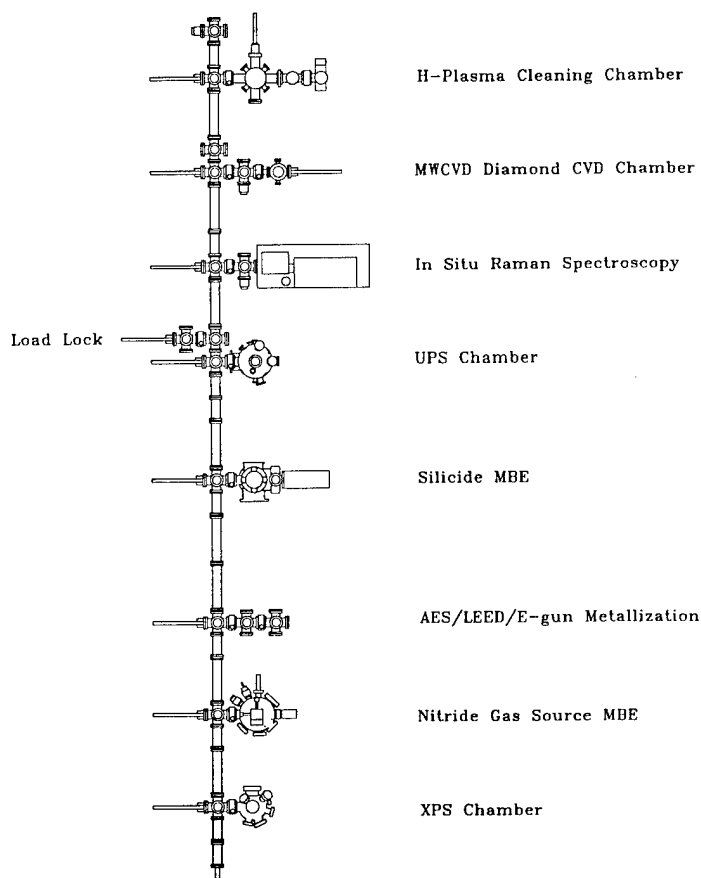 H-Plasma Cleaning Chamber
MWCVD Diamond CVD Chamber
In Situ Raman Spectroscopy
Load Lock
UPS Chamber
Silicide MBE
AES/LEED/E-gun Metallization
Nitride Gas Source MBE
XPS Chamber